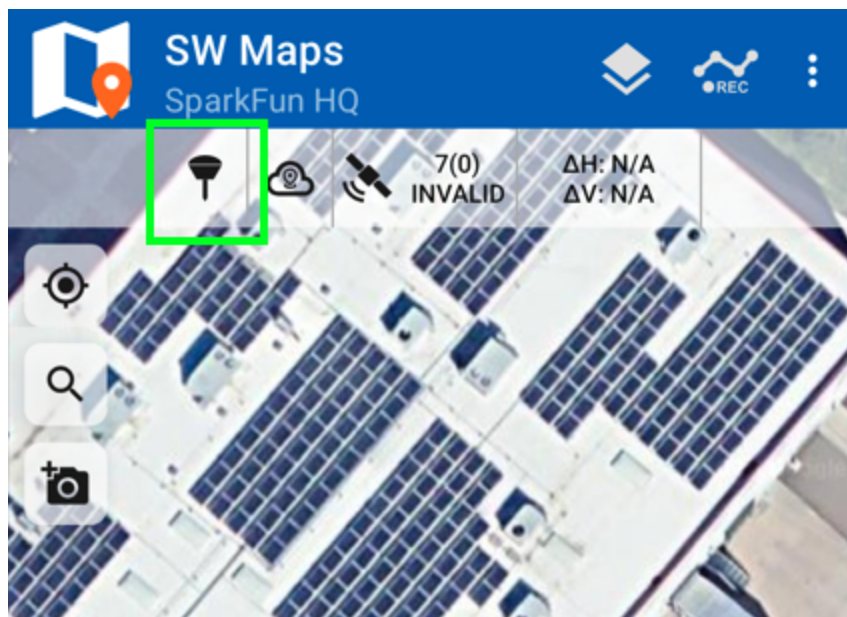 SW Maps
SparkFun HQ
REC
7(0)
INVALID
ΔH: N/A
ΔV: N/A